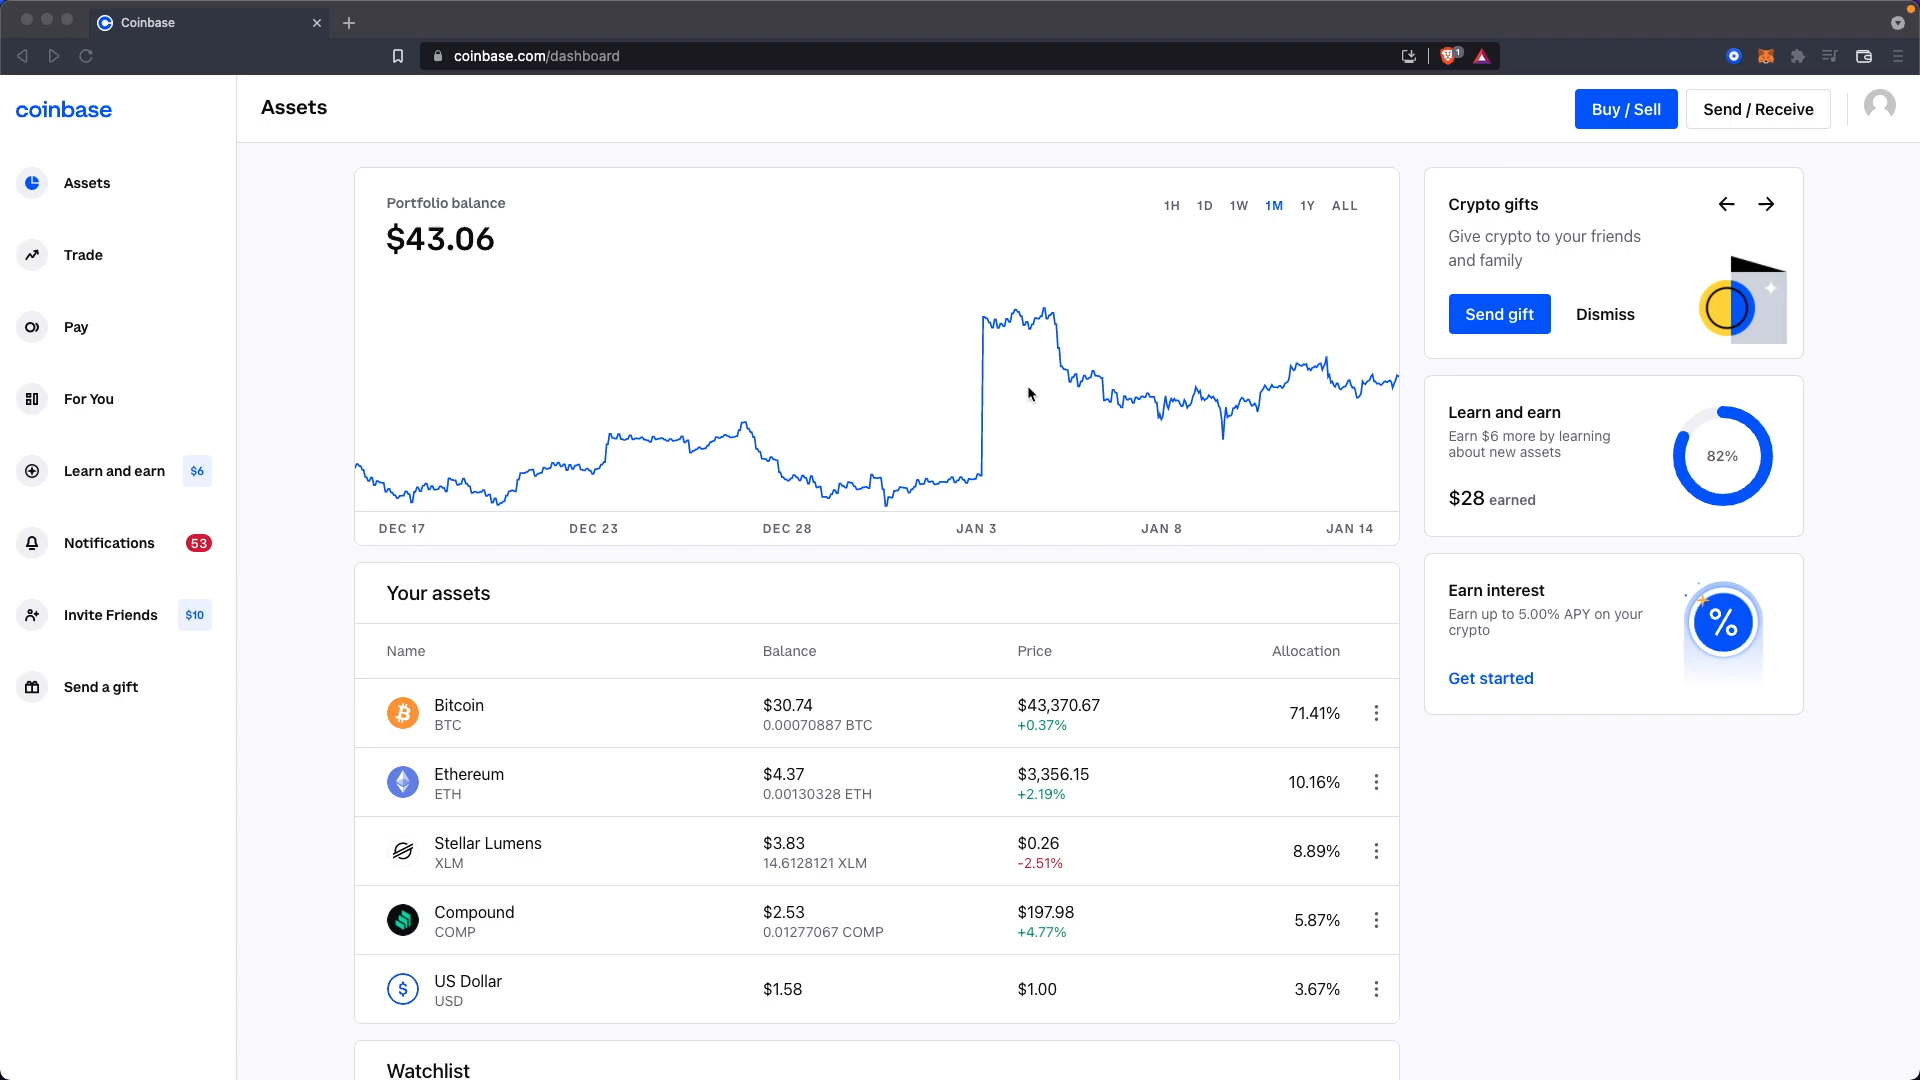 Coinbase
coinbase.com/dashboard
1
coinbase
Assets
Trade
Pay
For You
Learn and earn $6
Notifications 53
Invite Friends $10
Send a gift
Assets
Buy / Sell
Send / Receive
Portfolio balance
$43.06
1H 1D 1W 1M 1Y ALL
DEC 17 DEC 23 DEC 28 JAN 3 JAN 8 JAN 14
Your assets
Name Balance Price Allocation
Bitcoin $30.74 $43,370.67 71.41%
BTC 0.00070887 BTC +0.37%
Ethereum $4.37 $3,356.15 10.16%
ETH 0.00130328 ETH +2.19%
Stellar Lumens $3.83 $0.26 8.89%
XLM 14.6128121 XLM -2.51%
Compound $2.53 $197.98 5.87%
COMP 0.01277067 COMP +4.77%
US Dollar $1.58 $1.00 3.67%
USD
Watchlist
Crypto gifts
Give crypto to your friends
and family
Send gift Dismiss
Learn and earn
Earn $6 more by learning
about new assets
$28 earned
82%
Earn interest
Earn up to 5.00% APY on your
crypto
Get started